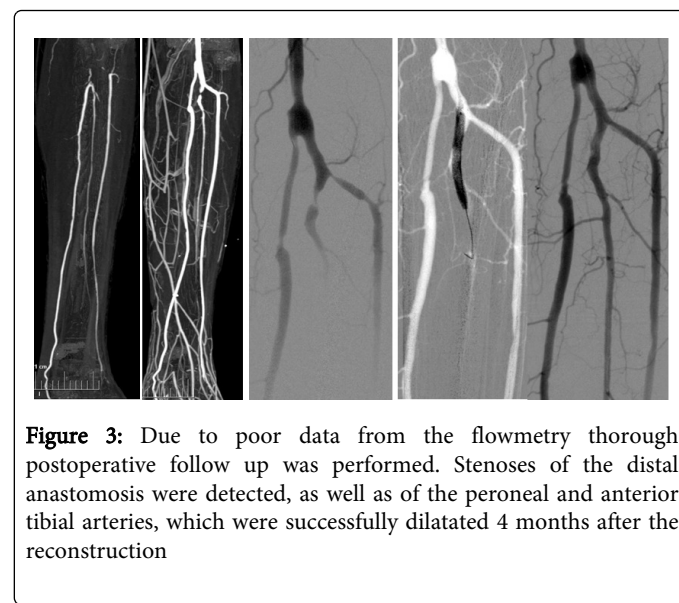 1 cm
Figure 3: Due to poor data from the flowmetry thorough
postoperative follow up was performed. Stenoses of the distal
anastomosis were detected, as well as of the peroneal and anterior
tibial arteries, which were successfully dilatated 4 months after the
reconstruction